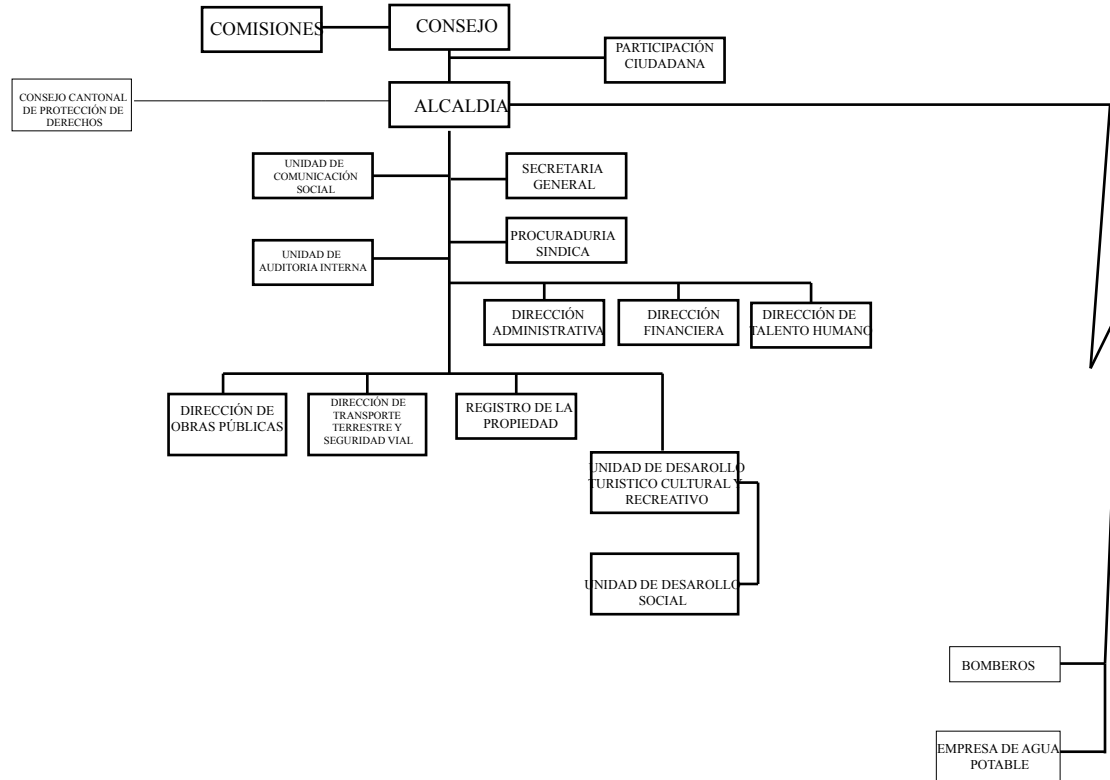 COMISIONES
CONSEJO
PARTICIPACIÓN
CIUDADANA
CONSEJO CANTONAL
DE PROTECCIÓN DE
DERECHOS
ALCALDIA
UNIDAD DE
COMUNICACIÓN
SOCIAL
SECRETARIA
GENERAL
UNIDAD DE
AUDITORIA INTERNA
PROCURADURIA
SINDICA
DIRECCIÓN
ADMINISTRATIVA
DIRECCIÓN
FINANCIERA
DIRECCIÓN DE
TALENTO HUMANO
DIRECCIÓN DE
OBRAS PÚBLICAS
DIRECCIÓN DE
TRANSPORTE
TERRESTRE Y
SEGURIDAD VIAL
REGISTRO DE LA
PROPIEDAD
UNIDAD DE DESAROLLO
TURISTICO CULTURAL Y
RECREATIVO
UNIDAD DE DESAROLLO
SOCIAL
BOMBEROS
EMPRESA DE AGUA
POTABLE